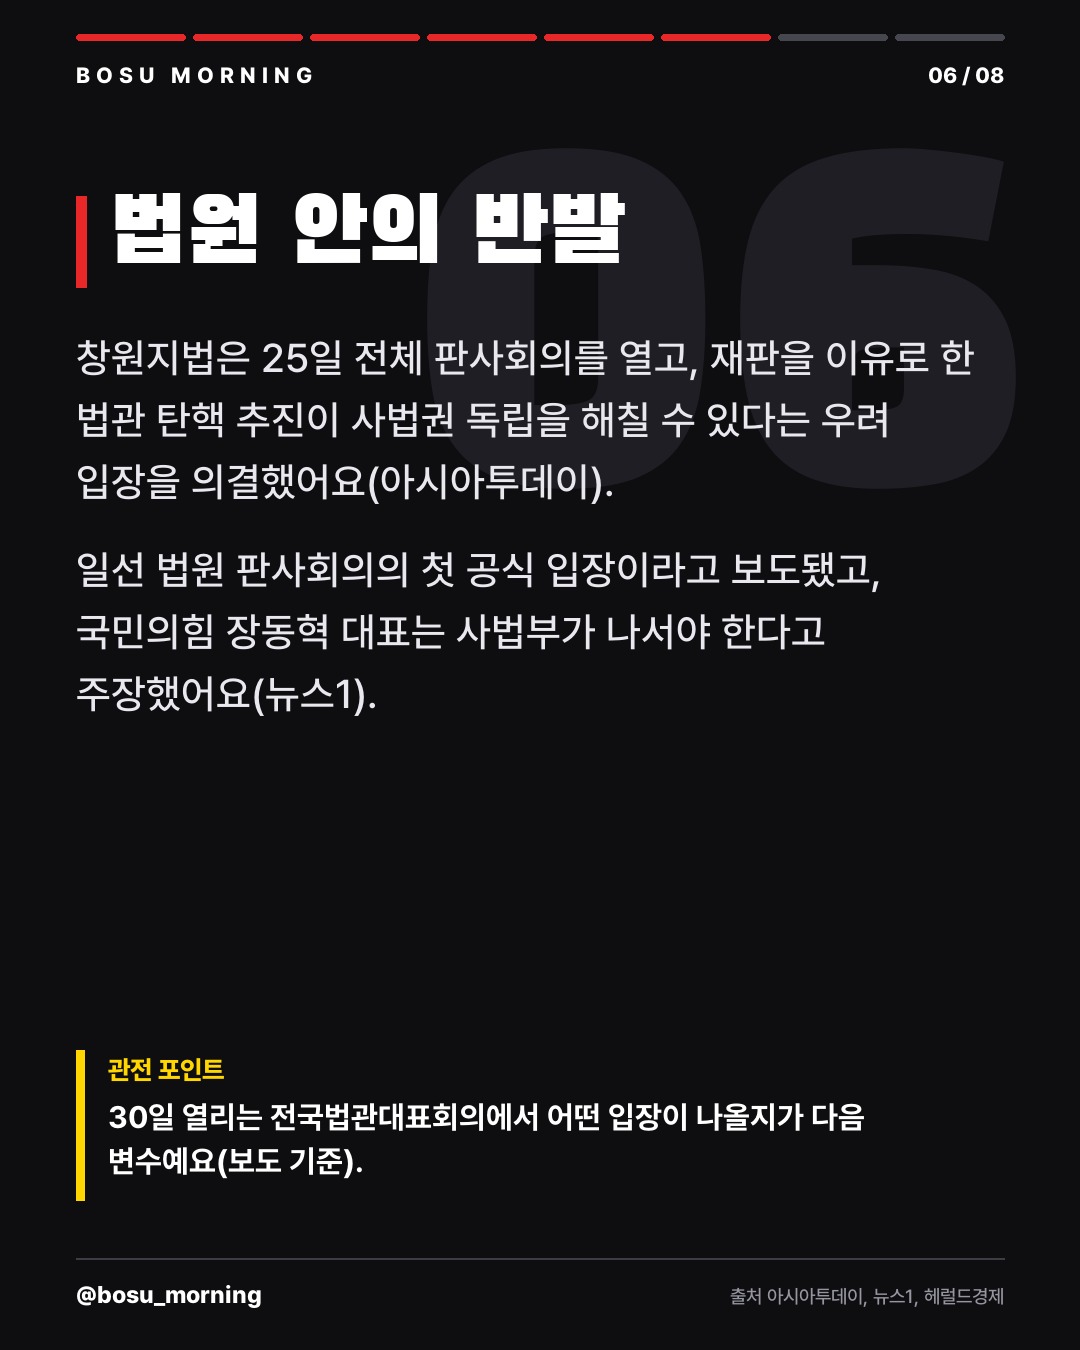 BOSU MORNING
06 / 08
06
법원 안의 반발
창원지법은 25일 전체 판사회의를 열고, 재판을 이유로 한
법관 탄핵 추진이 사법권 독립을 해칠 수 있다는 우려
입장을 의결했어요(아시아투데이).
일선 법원 판사회의의 첫 공식 입장이라고 보도됐고,
국민의힘 장동혁 대표는 사법부가 나서야 한다고
주장했어요(뉴스1).
관전 포인트
30일 열리는 전국법관대표회의에서 어떤 입장이 나올지가 다음
변수예요(보도 기준).
@bosu_morning
출처 아시아투데이, 뉴스1, 헤럴드경제